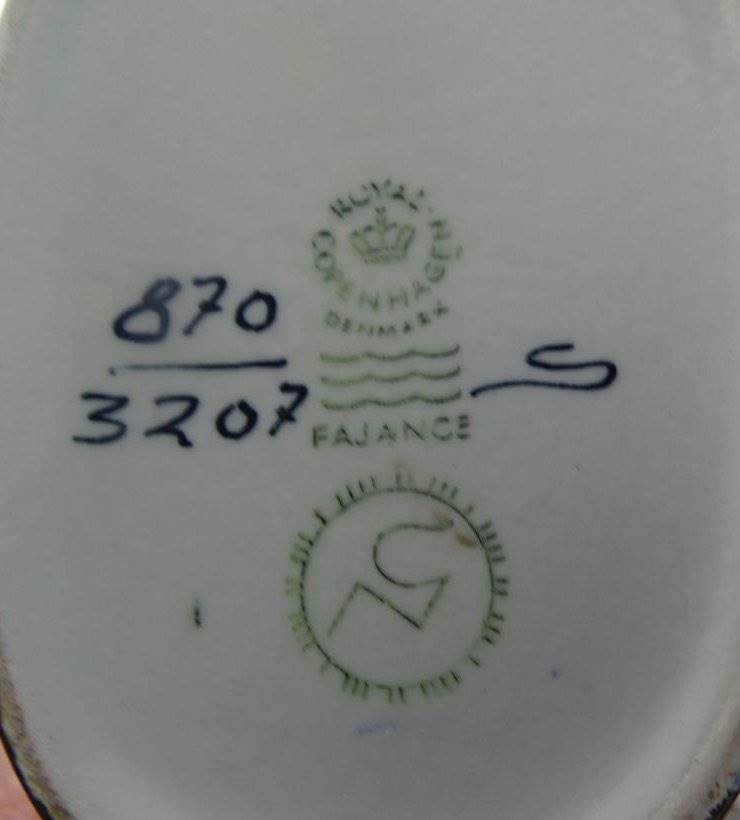 ROYAL
COPENHAGEN
DENMARK
870
3207
FAJANCE